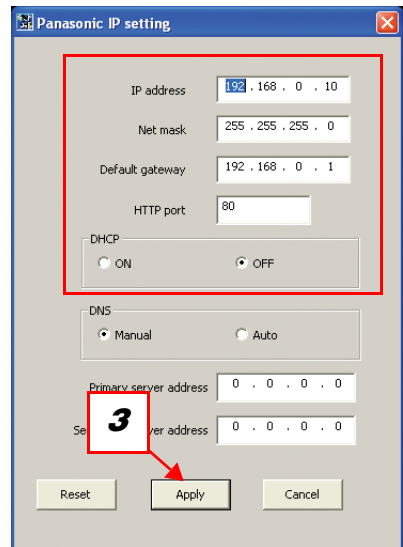 Panasonic IP setting
IP address 192 . 168 . 0 . 10
Net mask 255 . 255 . 255 . 0
Default gateway 192 . 168 . 0 . 1
HTTP port 80
DHCP
ON OFF
DNS
Manual Auto
Primary server address 0 . 0 . 0 . 0
3
address 0 . 0 . 0 . 0
Reset Apply Cancel